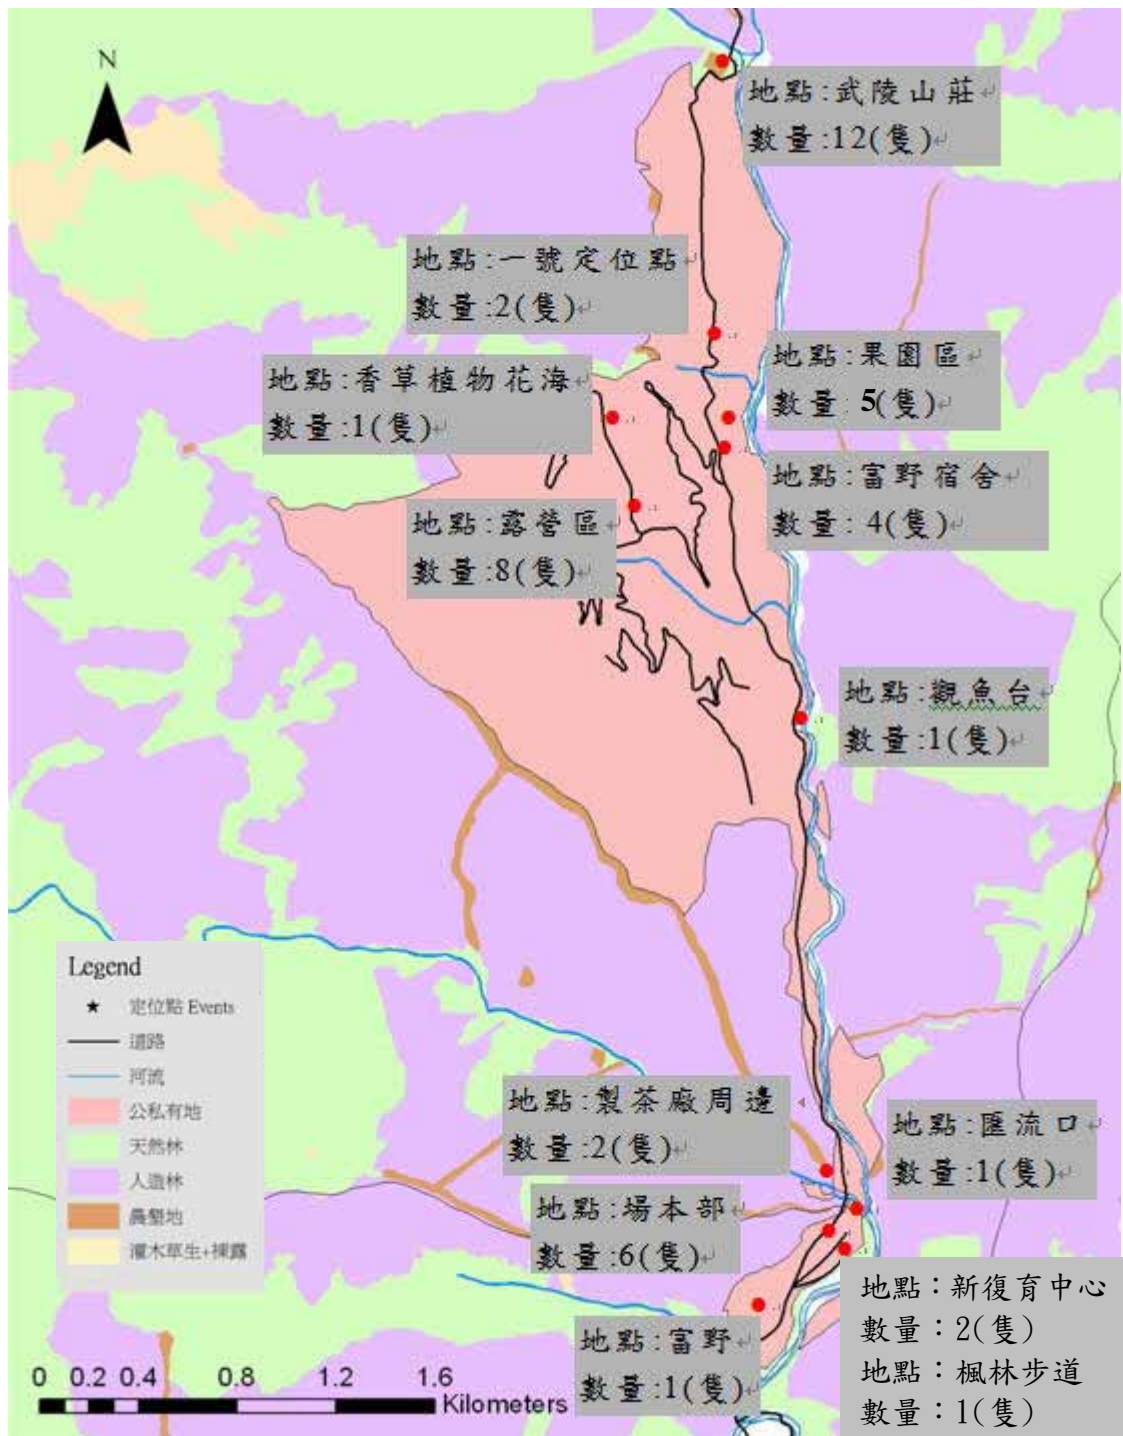 N
地點:武陵山莊
數量:12(隻)
地點:一號定位點
數量:2(隻)
地點:果園區
數量:5(隻)
地點:香草植物花海
數量:1(隻)
地點:富野宿舍
數量:4(隻)
地點:露營區
數量:8(隻)
地點:觀魚台
數量:1(隻)
Legend
定位點 Events
道路
河流
公私有地
天然林
人造林
農墾地
灌木草生+裸露
地點:製茶廠周邊
數量:2(隻)
地點:匯流口
數量:1(隻)
地點:場本部
數量:6(隻)
地點：新復育中心
數量：2(隻)
地點：楓林步道
數量：1(隻)
地點:富野
數量:1(隻)
0 0.2 0.4 0.8 1.2 1.6
Kilometers